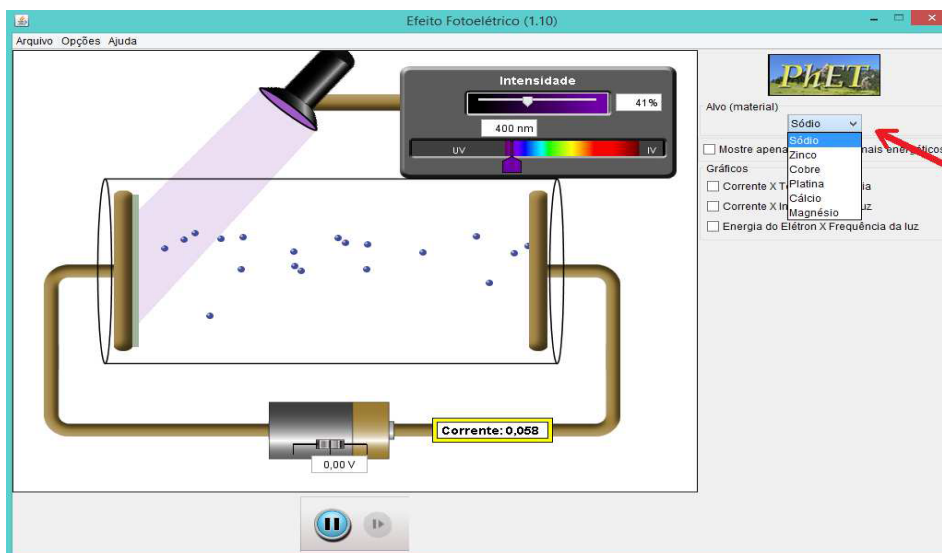 Efeito Fotoelétrico (1.10)
Arquivo Opções Ajuda
Intensidade
41%
400 nm
UV
IV
Corrente: 0,058
0,00 V
PhET
Alvo (material)
Sódio
Sódio
Zinco
Cobre
Platina
Cálcio
Magnésio
Mostre apena mais energéticos
Gráficos
Corrente X T ia
Corrente X In uz
Energia do Elétron X Frequência da luz